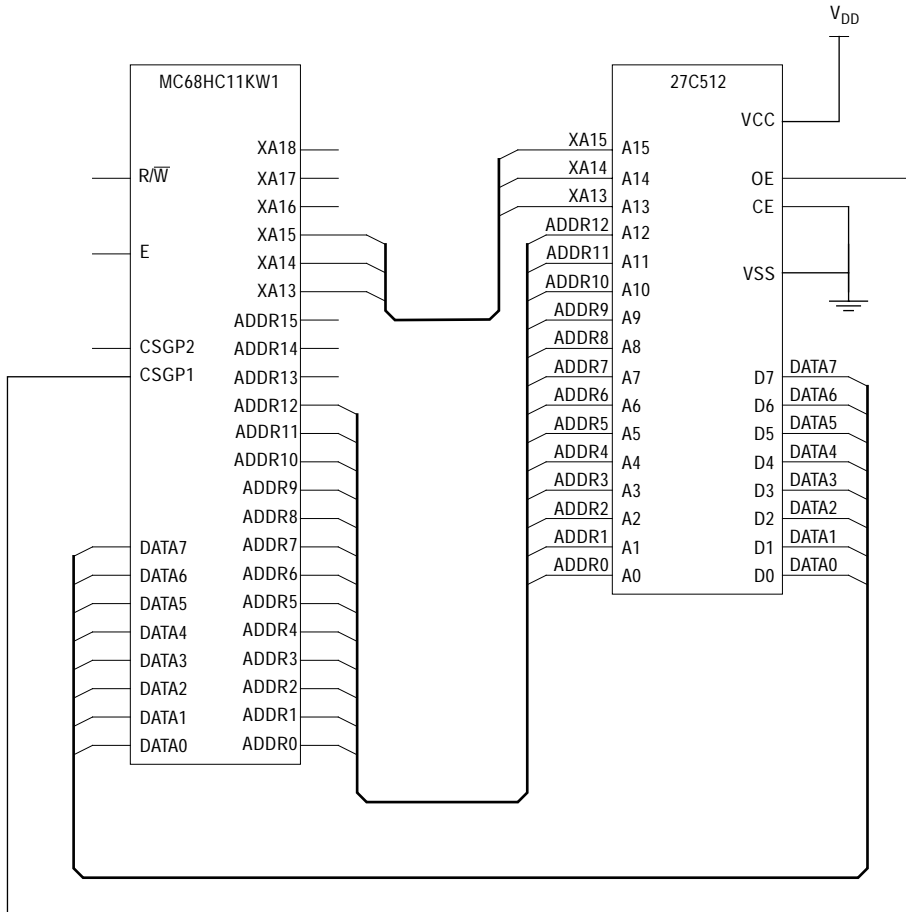 V_DD
MC68HC11KW1
R/W̅
E
CSGP2
CSGP1
DATA7
DATA6
DATA5
DATA4
DATA3
DATA2
DATA1
DATA0
XA18
XA17
XA16
XA15
XA14
XA13
ADDR15
ADDR14
ADDR13
ADDR12
ADDR11
ADDR10
ADDR9
ADDR8
ADDR7
ADDR6
ADDR5
ADDR4
ADDR3
ADDR2
ADDR1
ADDR0
27C512
XA15 A15
XA14 A14
XA13 A13
ADDR12 A12
ADDR11 A11
ADDR10 A10
ADDR9 A9
ADDR8 A8
ADDR7 A7
ADDR6 A6
ADDR5 A5
ADDR4 A4
ADDR3 A3
ADDR2 A2
ADDR1 A1
ADDR0 A0
VCC
OE
CE
VSS
D7 DATA7
D6 DATA6
D5 DATA5
D4 DATA4
D3 DATA3
D2 DATA2
D1 DATA1
D0 DATA0